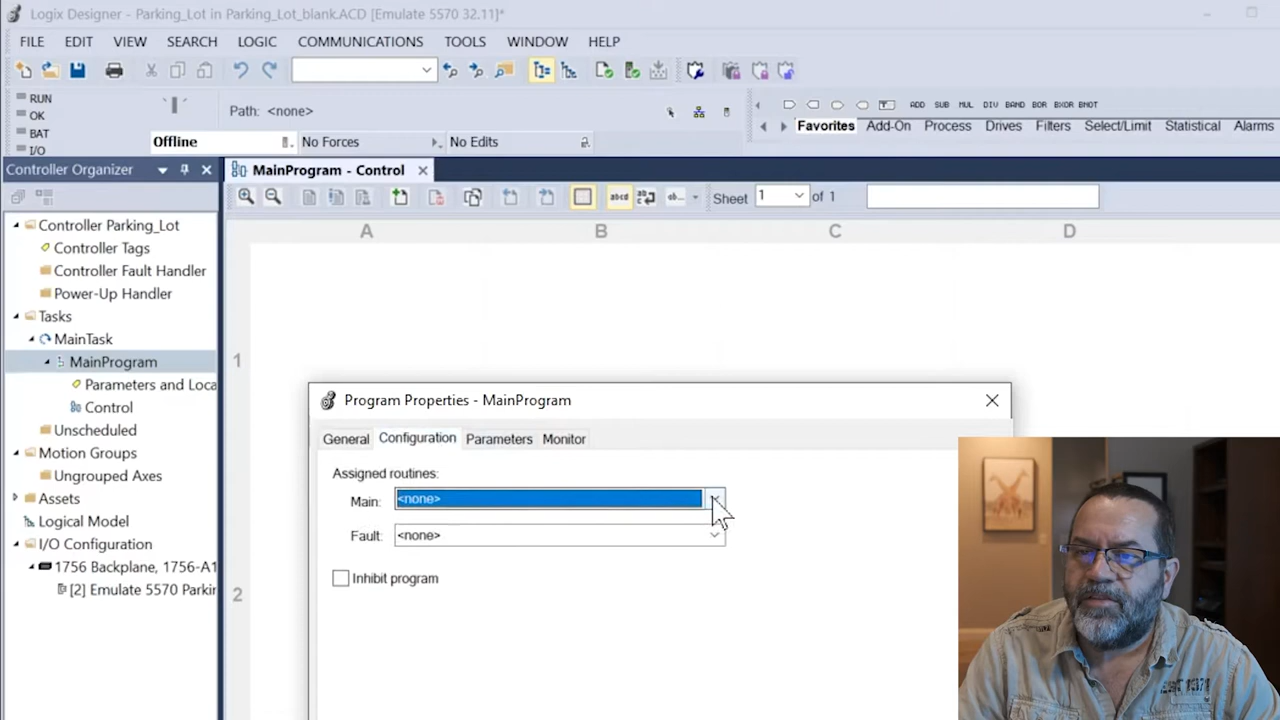 Logix Designer - Parking_Lot in Parking_Lot_blank.ACD [Emulate 5570 32.11]*
FILE EDIT VIEW SEARCH LOGIC COMMUNICATIONS TOOLS WINDOW HELP
RUN
OK
BAT
I/O
Path: <none>
Offline
No Forces
No Edits
ADD SUB MUL DIV BAND BOR BXOR BNOT
Favorites Add-On Process Drives Filters Select/Limit Statistical Alarms
Controller Organizer
MainProgram - Control
abcd
ab...
Sheet 1 of 1
A B C D
1
2
Controller Parking_Lot
Controller Tags
Controller Fault Handler
Power-Up Handler
Tasks
MainTask
MainProgram
Parameters and Loca
Control
Unscheduled
Motion Groups
Ungrouped Axes
Assets
Logical Model
I/O Configuration
1756 Backplane, 1756-A1
[2] Emulate 5570 Parkir
Program Properties - MainProgram
General Configuration Parameters Monitor
Assigned routines:
Main: <none>
Fault: <none>
Inhibit program